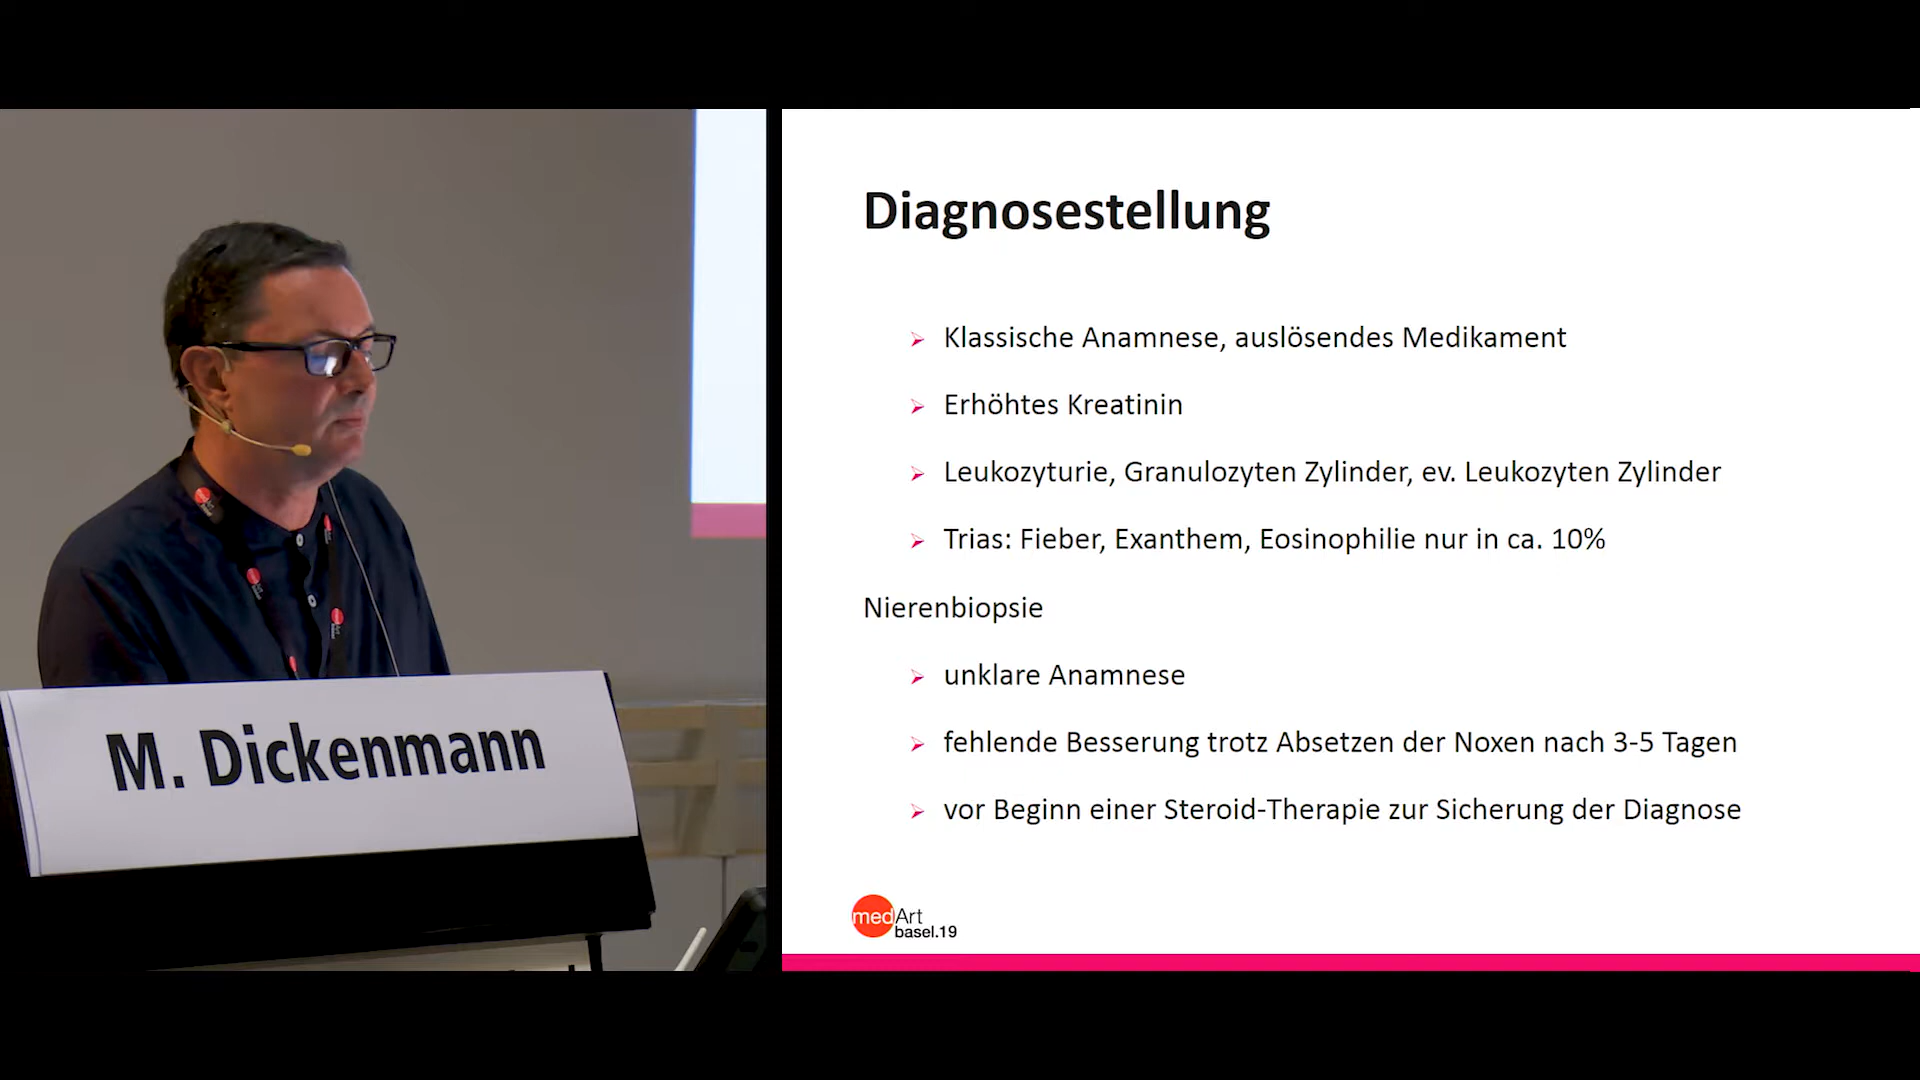 Diagnosestellung
Klassische Anamnese, auslösendes Medikament
Erhöhtes Kreatinin
Leukozyturie, Granulozyten Zylinder, ev. Leukozyten Zylinder
Trias: Fieber, Exanthem, Eosinophilie nur in ca. 10%
Nierenbiopsie
unklare Anamnese
fehlende Besserung trotz Absetzen der Noxen nach 3-5 Tagen
vor Beginn einer Steroid-Therapie zur Sicherung der Diagnose
medArt
basel.19
M. Dickenmann